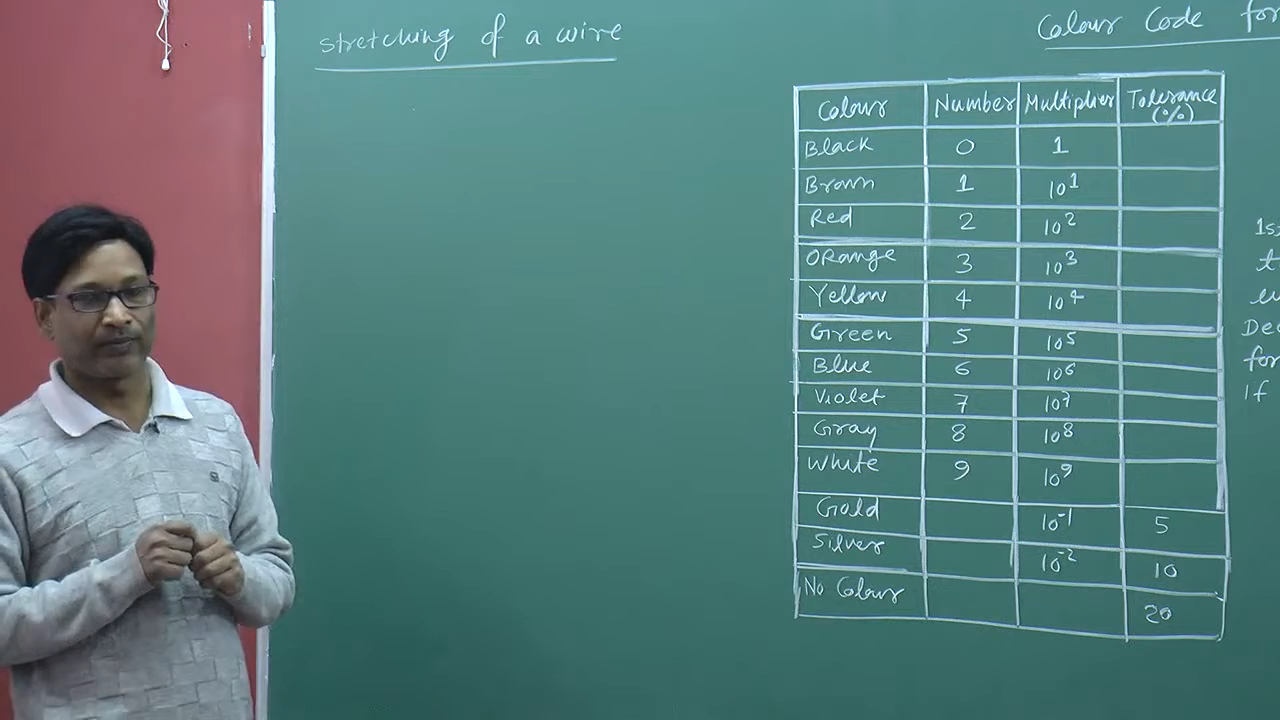 stretching of a wire
Colour Code for
Colour Number Multiplier Tolerance (%)
Black 0 1
Brown 1 10^1
Red 2 10^2
ORange 3 10^3
Yellow 4 10^4
Green 5 10^5
Blue 6 10^6
Violet 7 10^7
Gray 8 10^8
White 9 10^9
Gold 10^-1 5
Silver 10^-2 10
No Colour 20
for
If